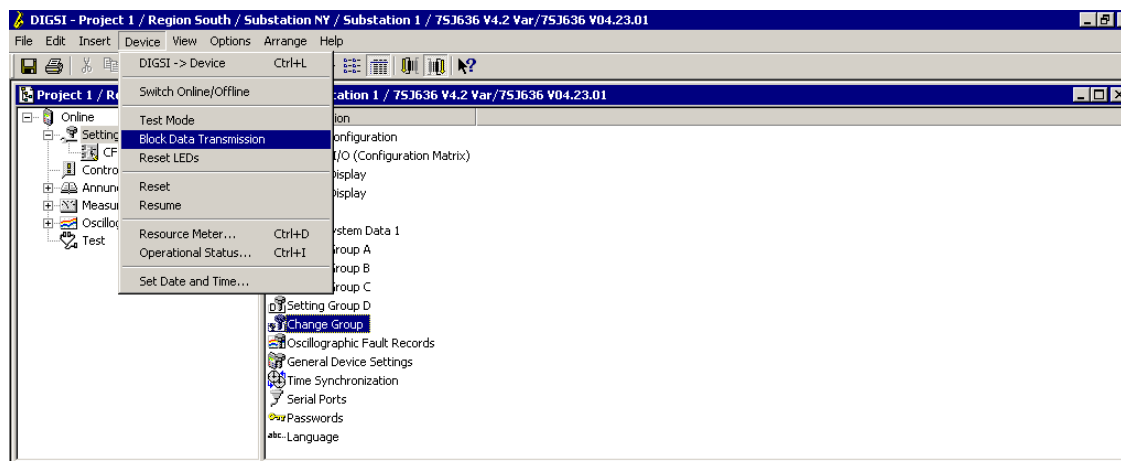 DIGSI - Project 1 / Region South / Substation NY / Substation 1 / 7SJ636 V4.2 Var/7SJ636 V04.23.01
File Edit Insert Device View Options Arrange Help
DIGSI -> Device Ctrl+L
Switch Online/Offline
Test Mode
Block Data Transmission
Reset LEDs
Reset
Resume
Resource Meter... Ctrl+D
Operational Status... Ctrl+I
Set Date and Time...
Project 1 / Re
ation 1 / 7SJ636 V4.2 Var/7SJ636 V04.23.01
Online
Setting
CF
Contro
Annun
Measu
Oscillog
Test
ion
onfiguration
I/O (Configuration Matrix)
Display
Display
ystem Data 1
Group A
Group B
Group C
Setting Group D
Change Group
Oscillographic Fault Records
General Device Settings
Time Synchronization
Serial Ports
Passwords
abc.. Language